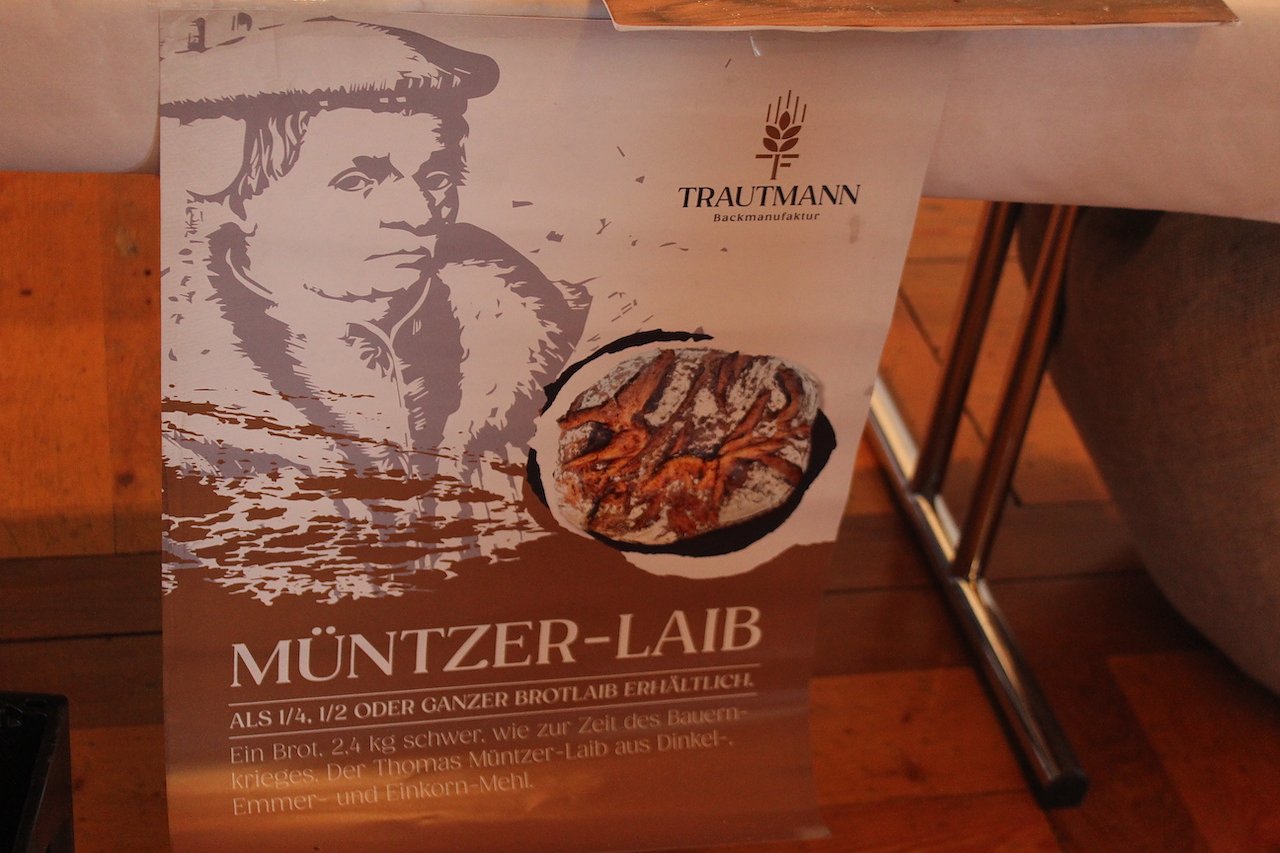 TRAUTMANN
Backmanufaktur
MÜNTZER-LAIB
ALS 1/4, 1/2 ODER GANZER BROTLAIB ERHÄLTLICH.
Ein Brot, 2,4 kg schwer, wie zur Zeit des Bauern-
krieges. Der Thomas Müntzer-Laib aus Dinkel-,
Emmer- und Einkorn-Mehl.